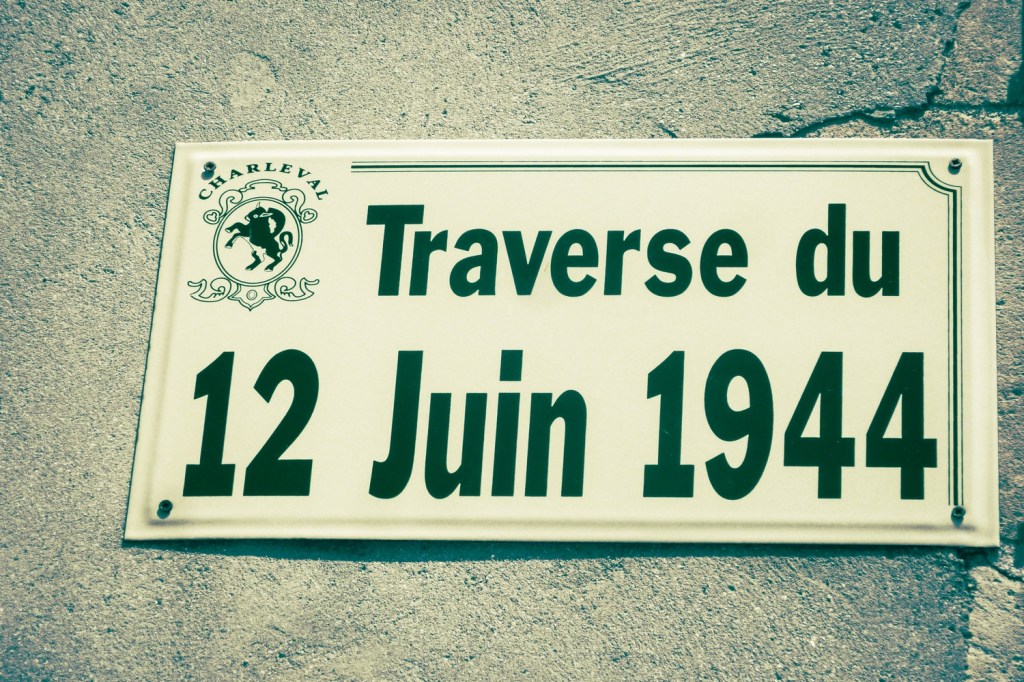 CHARLEVAL
Traverse du
12 Juin 1944